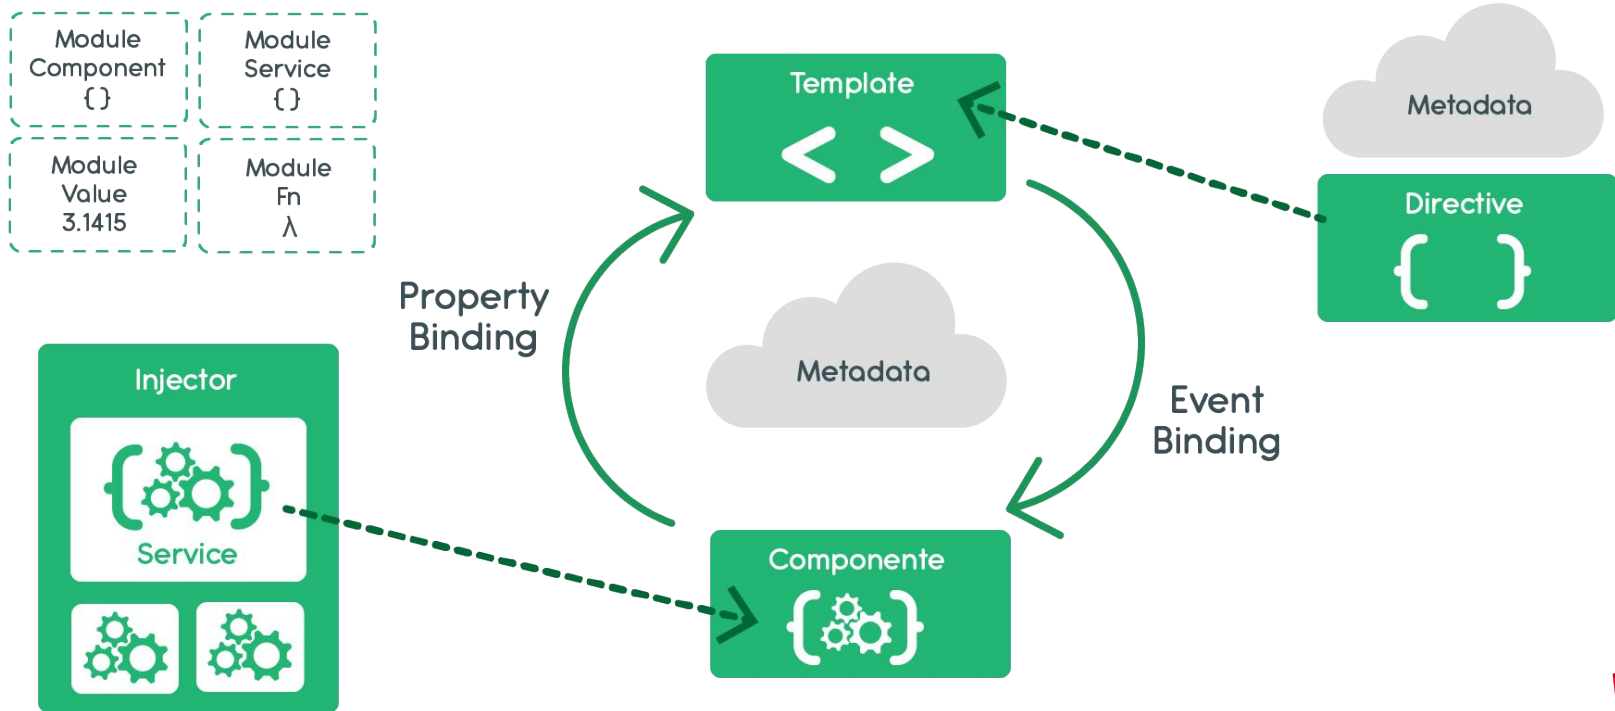 Module
Component
{}
Module
Service
{}
Module
Value
3.1415
Module
Fn
λ
Template
< >
Metadata
Directive
{ }
Property
Binding
Metadata
Event
Binding
Injector
{ }
Service
Componente
{ }